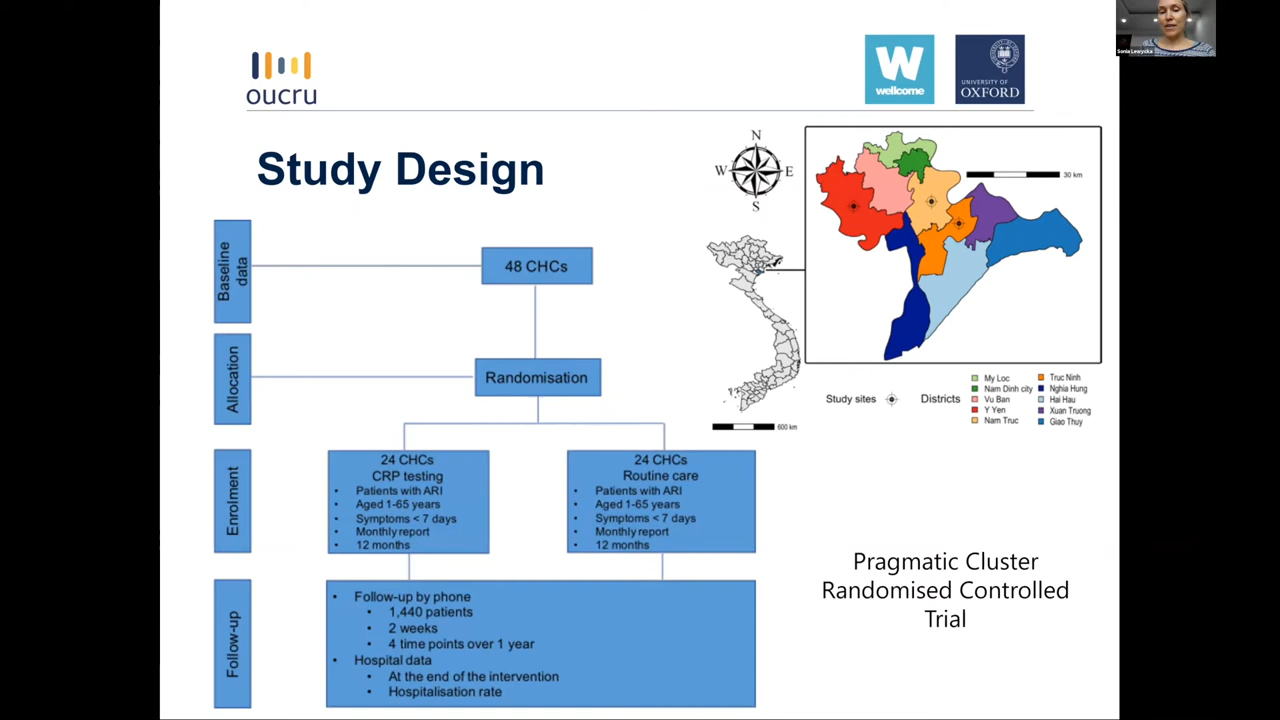 Sonia Lewycka
oucru
W
wellcome
UNIVERSITY OF
OXFORD
Study Design
N
W
E
S
30 km
Baseline
data
48 CHCs
Allocation
Randomisation
600 km
Study sites
Districts
My Loc
Nam Dinh city
Vu Ban
Y Yen
Nam Truc
Truc Ninh
Nghia Hung
Hai Hau
Xuan Truong
Giao Thuy
Enrolment
24 CHCs
CRP testing
• Patients with ARI
• Aged 1-65 years
• Symptoms < 7 days
• Monthly report
• 12 months
24 CHCs
Routine care
• Patients with ARI
• Aged 1-65 years
• Symptoms < 7 days
• Monthly report
• 12 months
Pragmatic Cluster
Randomised Controlled
Trial
Follow-up
• Follow-up by phone
• 1,440 patients
• 2 weeks
• 4 time points over 1 year
• Hospital data
• At the end of the intervention
• Hospitalisation rate